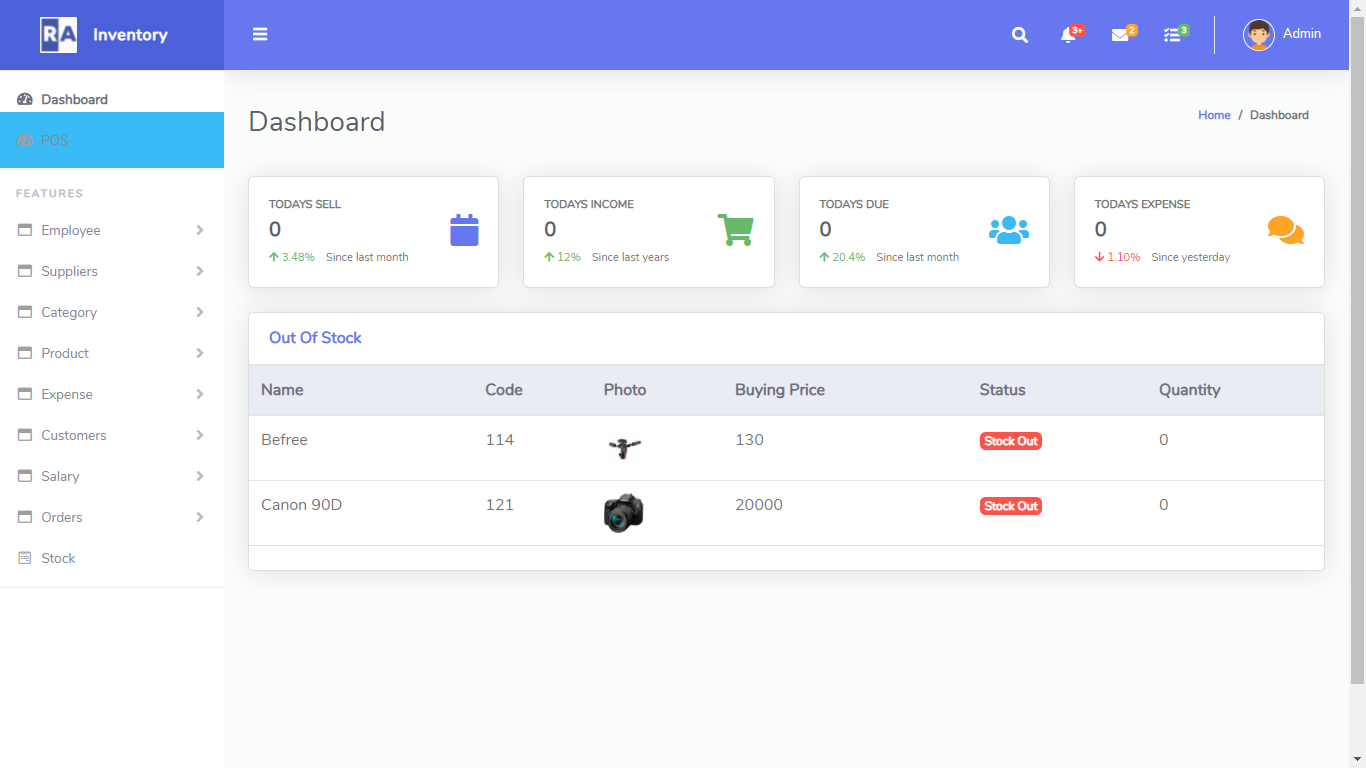 RA Inventory
3+ 2 3 Admin
Dashboard
POS
FEATURES
Employee
Suppliers
Category
Product
Expense
Customers
Salary
Orders
Stock
Dashboard
Home / Dashboard
TODAYS SELL
0
3.48% Since last month
TODAYS INCOME
0
12% Since last years
TODAYS DUE
0
20.4% Since last month
TODAYS EXPENSE
0
1.10% Since yesterday
Out Of Stock
Name Code Photo Buying Price Status Quantity
Befree 114 130 Stock Out 0
Canon 90D 121 20000 Stock Out 0